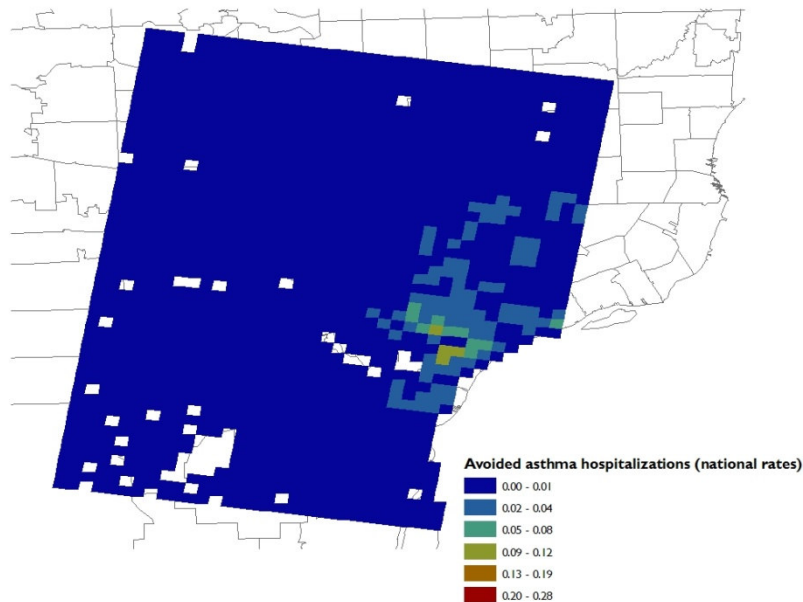 Avoided asthma hospitalizations (national rates)
0.00 - 0.01
0.02 - 0.04
0.05 - 0.08
0.09 - 0.12
0.13 - 0.19
0.20 - 0.28